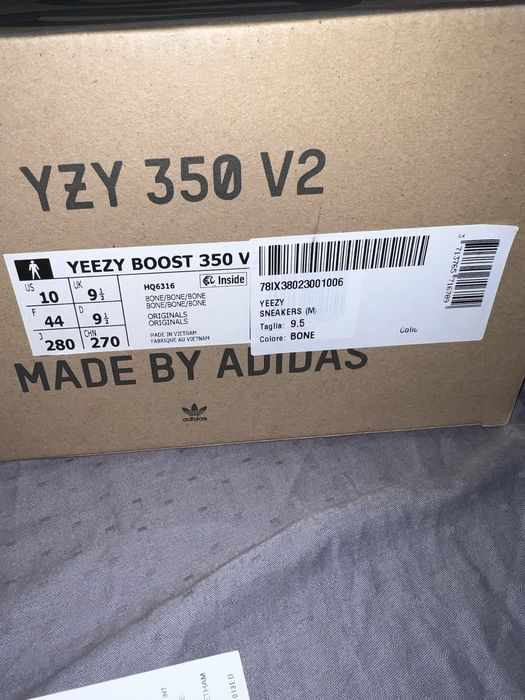 YZY 350 V2
YEEZY BOOST 350 V
US 10 UK 9½
F 44 D 9½
J 280 CHN 270
HQ6316
Inside
BONE/BONE/BONE
BONE/BONE/BONE
ORIGINALS
ORIGINALS
MADE IN VIETNAM
FABRIQUE AU VIETNAM
78IX38023001006
YEEZY
SNEAKERS (M)
Taglia: 9.5
Colore: BONE
MADE BY ADIDAS
adidas